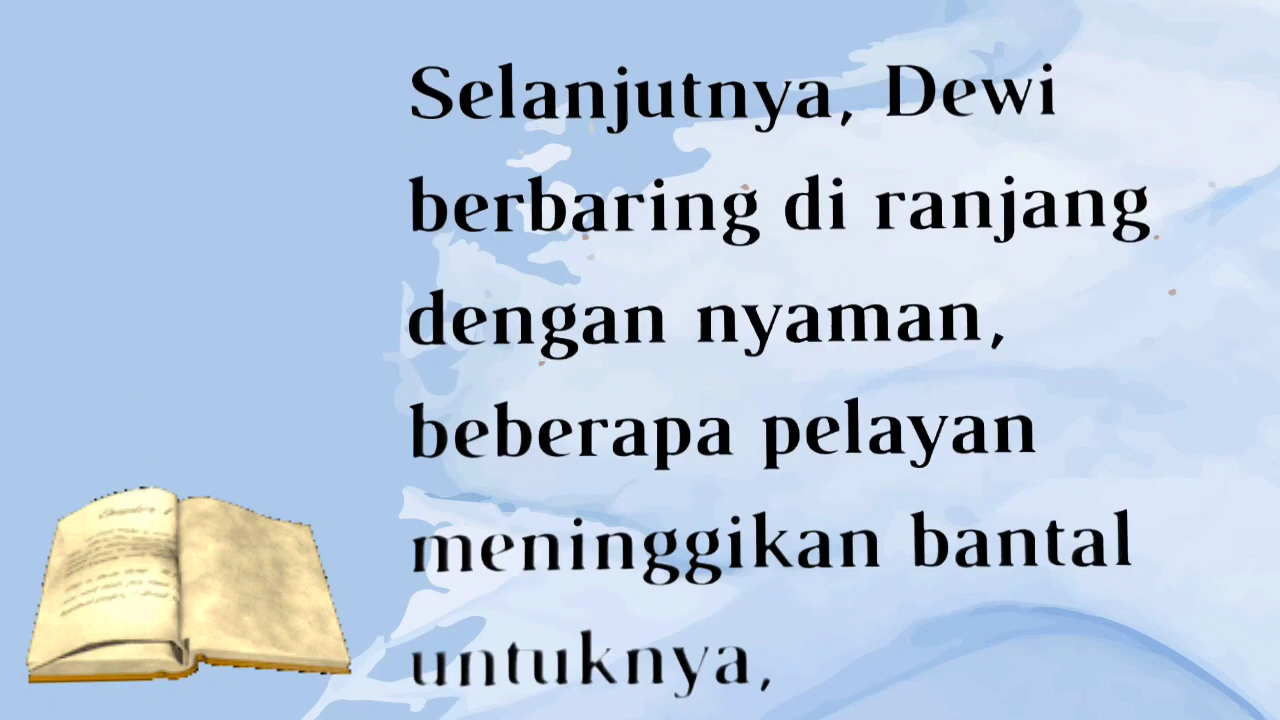 Selanjutnya, Dewi
berbaring di ranjang
dengan nyaman,
beberapa pelayan
meninggikan bantal
untuknya,